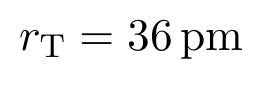 r_T = 36 pm